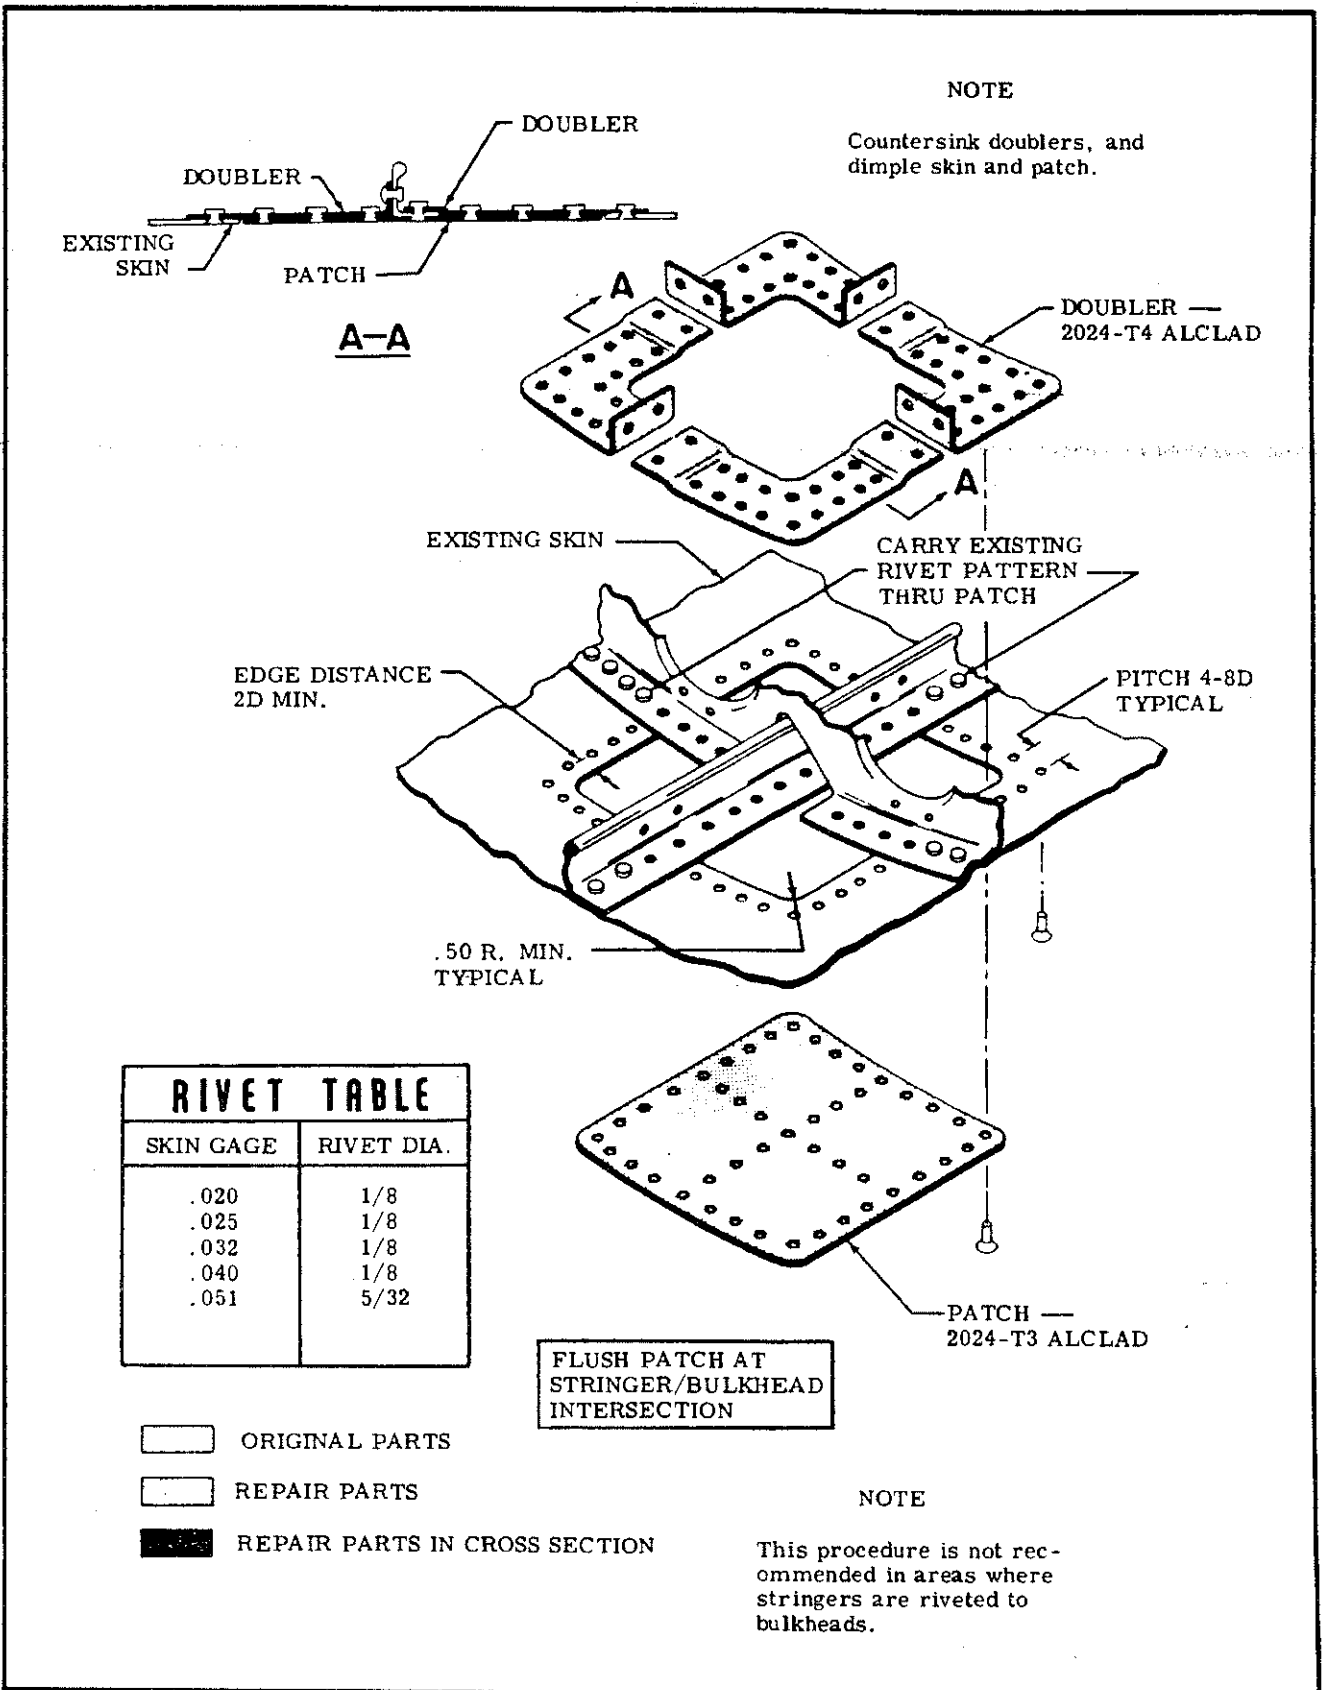 NOTE
Countersink doublers, and
dimple skin and patch.
DOUBLER
DOUBLER
EXISTING
SKIN
PATCH
A-A
A
DOUBLER —
2024-T4 ALCLAD
A
EXISTING SKIN
CARRY EXISTING
RIVET PATTERN
THRU PATCH
EDGE DISTANCE
2D MIN.
PITCH 4-8D
TYPICAL
.50 R. MIN.
TYPICAL
RIVET TABLE
SKIN GAGE RIVET DIA.
.020 1/8
.025 1/8
.032 1/8
.040 1/8
.051 5/32
PATCH —
2024-T3 ALCLAD
FLUSH PATCH AT
STRINGER/BULKHEAD
INTERSECTION
ORIGINAL PARTS
REPAIR PARTS
REPAIR PARTS IN CROSS SECTION
NOTE
This procedure is not rec-
ommended in areas where
stringers are riveted to
bulkheads.